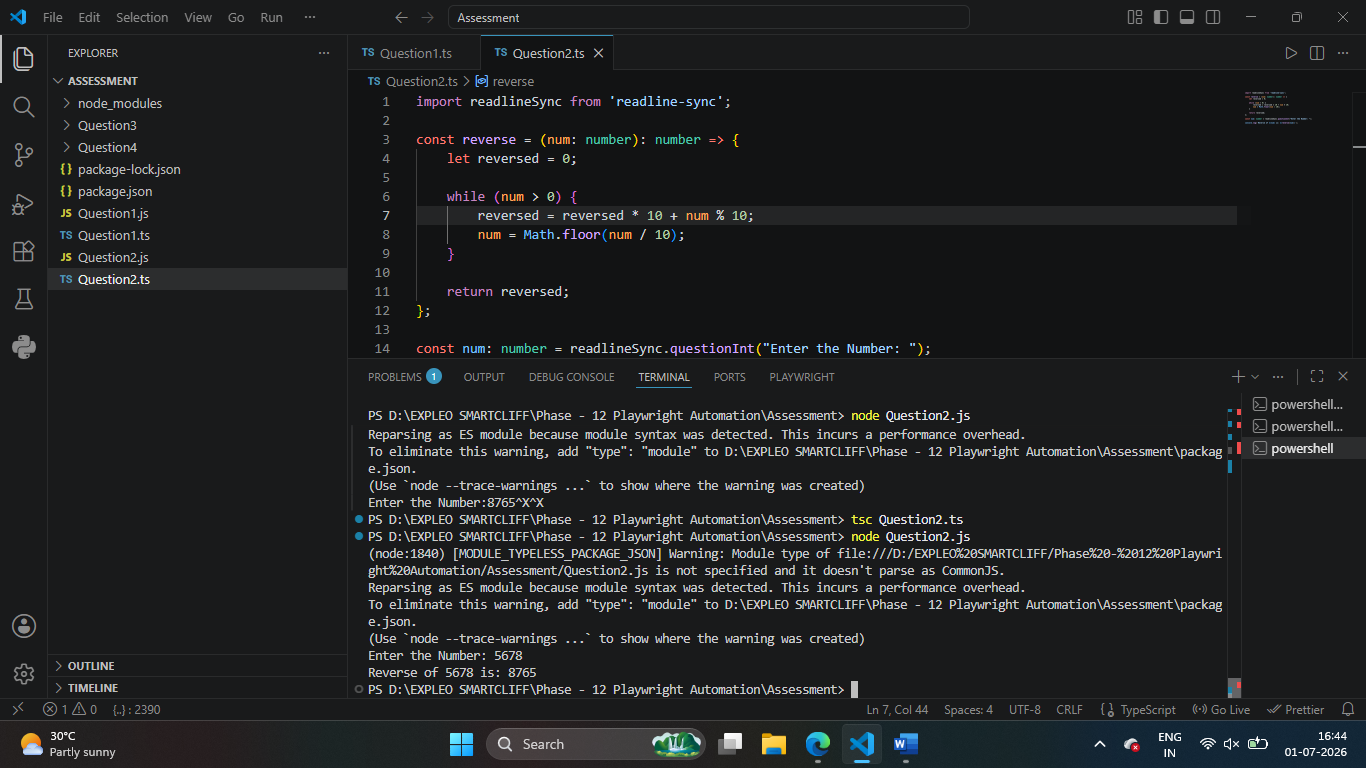 File Edit Selection View Go Run ··· Assessment
EXPLORER ···
ASSESSMENT
node_modules
Question3
Question4
{} package-lock.json
{} package.json
JS Question1.js
TS Question1.ts
JS Question2.js
TS Question2.ts
OUTLINE
TIMELINE
TS Question1.ts TS Question2.ts
TS Question2.ts > reverse
1 import readlineSync from 'readline-sync';
2
3 const reverse = (num: number): number => {
4 let reversed = 0;
5
6 while (num > 0) {
7 reversed = reversed * 10 + num % 10;
8 num = Math.floor(num / 10);
9 }
10
11 return reversed;
12 };
13
14 const num: number = readlineSync.questionInt("Enter the Number: ");
PROBLEMS 1 OUTPUT DEBUG CONSOLE TERMINAL PORTS PLAYWRIGHT
PS D:\EXPLEO SMARTCLIFF\Phase - 12 Playwright Automation\Assessment> node Question2.js
Reparsing as ES module because module syntax was detected. This incurs a performance overhead.
To eliminate this warning, add "type": "module" to D:\EXPLEO SMARTCLIFF\Phase - 12 Playwright Automation\Assessment\packag
e.json.
(Use `node --trace-warnings ...` to show where the warning was created)
Enter the Number:8765^X^X
PS D:\EXPLEO SMARTCLIFF\Phase - 12 Playwright Automation\Assessment> tsc Question2.ts
PS D:\EXPLEO SMARTCLIFF\Phase - 12 Playwright Automation\Assessment> node Question2.js
(node:1840) [MODULE_TYPELESS_PACKAGE_JSON] Warning: Module type of file:///D:/EXPLEO%20SMARTCLIFF/Phase%20-%2012%20Playwri
ght%20Automation/Assessment/Question2.js is not specified and it doesn't parse as CommonJS.
Reparsing as ES module because module syntax was detected. This incurs a performance overhead.
To eliminate this warning, add "type": "module" to D:\EXPLEO SMARTCLIFF\Phase - 12 Playwright Automation\Assessment\packag
e.json.
(Use `node --trace-warnings ...` to show where the warning was created)
Enter the Number: 5678
Reverse of 5678 is: 8765
PS D:\EXPLEO SMARTCLIFF\Phase - 12 Playwright Automation\Assessment>
powershell...
powershell...
powershell
1 0 {..} : 2390 Ln 7, Col 44 Spaces: 4 UTF-8 CRLF {} TypeScript Go Live Prettier
30°C
Partly sunny
Search
ENG
IN
16:44
01-07-2026